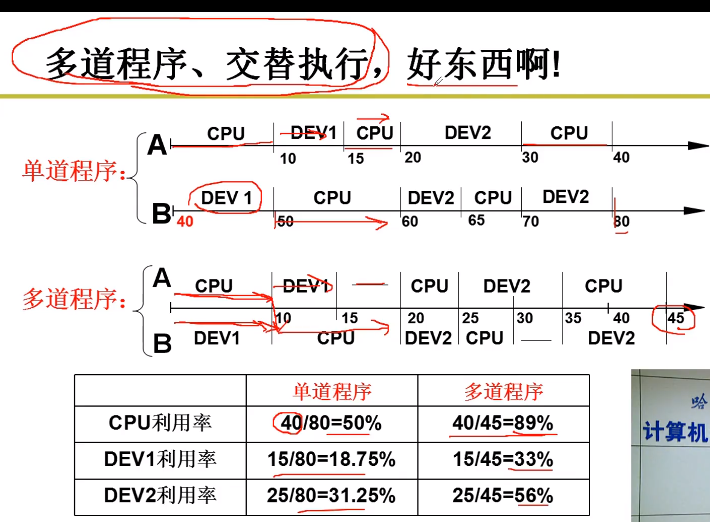 多道程序、交替执行，好东西啊!
单道程序：
A CPU DEV1 CPU DEV2 CPU
10 15 20 30 40
B DEV 1 CPU DEV2 CPU DEV2
40 50 60 65 70 80
多道程序：
A CPU DEV1 CPU DEV2 CPU
10 15 20 25 30 35 40 45
B DEV1 CPU DEV2 CPU DEV2
单道程序 多道程序
CPU利用率 40/80=50% 40/45=89%
DEV1利用率 15/80=18.75% 15/45=33%
DEV2利用率 25/80=31.25% 25/45=56%
哈
计算机